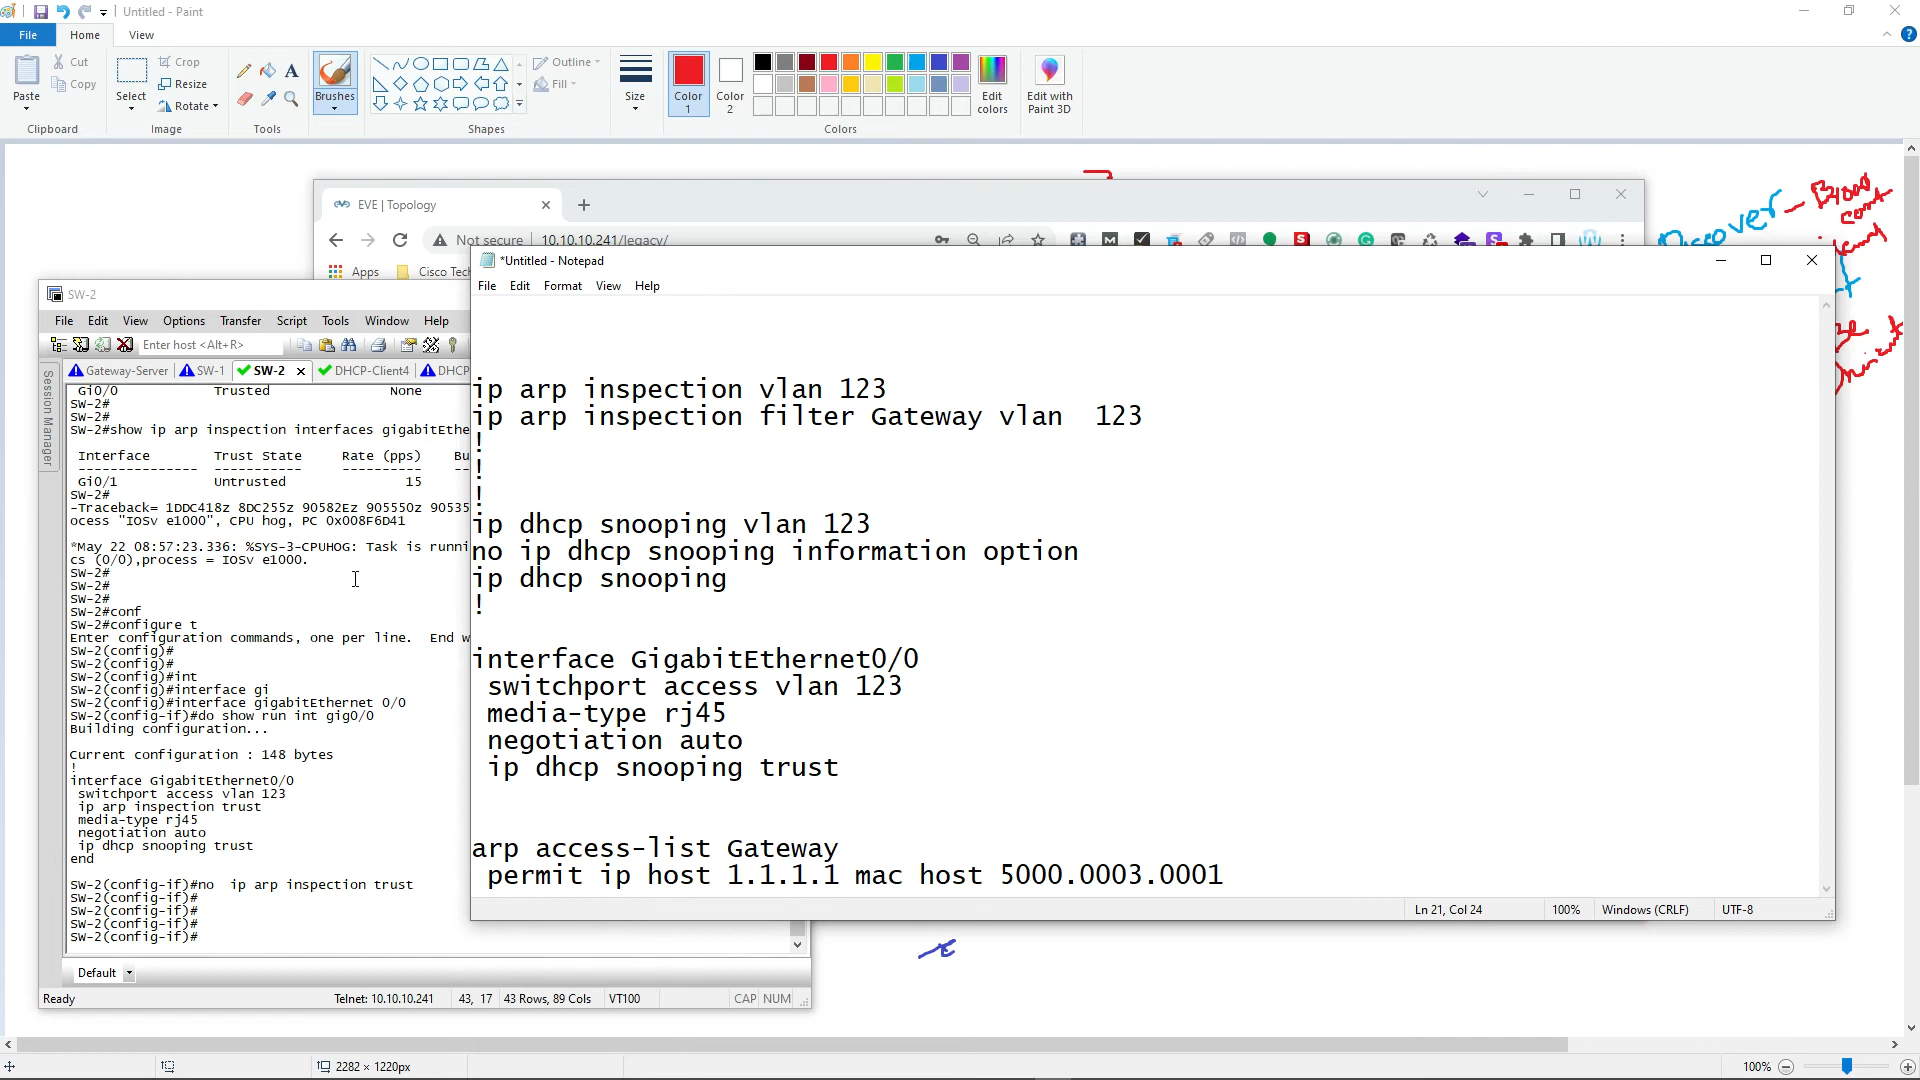 Untitled - Paint
File Home View
Paste
Cut
Copy
Clipboard
Select
Crop
Resize
Rotate
Image
Tools
Brushes
Shapes
Outline
Fill
Size
Color 1
Color 2
Edit colors
Colors
Edit with Paint 3D
EVE | Topology
Not secure 10.10.10.241/legacy/
Apps Cisco Tech
Discover
SW-2
File Edit View Options Transfer Script Tools Window Help
Enter host <Alt+R>
Session Manager
Gateway-Server SW-1 SW-2 DHCP-Client4 DHCP
Gi0/0 Trusted None
SW-2#
SW-2#
SW-2#show ip arp inspection interfaces gigabitEthe
Interface Trust State Rate (pps) Bu
--------------- ----------- ---------- --
Gi0/1 Untrusted 15
SW-2#
-Traceback= 1DDC418z 8DC255z 90582Ez 905550z 90535
ocess "IOSv e1000", CPU hog, PC 0x008F6D41
*May 22 08:57:23.336: %SYS-3-CPUHOG: Task is runni
cs (0/0),process = IOSv e1000.
SW-2#
SW-2#
SW-2#
SW-2#conf
SW-2#configure t
Enter configuration commands, one per line. End w
SW-2(config)#
SW-2(config)#
SW-2(config)#int
SW-2(config)#interface gi
SW-2(config)#interface gigabitEthernet 0/0
SW-2(config-if)#do show run int gig0/0
Building configuration...
Current configuration : 148 bytes
!
interface GigabitEthernet0/0
switchport access vlan 123
ip arp inspection trust
media-type rj45
negotiation auto
ip dhcp snooping trust
end
SW-2(config-if)#no  ip arp inspection trust
SW-2(config-if)#
SW-2(config-if)#
SW-2(config-if)#
SW-2(config-if)#
Default
Ready Telnet: 10.10.10.241 43, 17 43 Rows, 89 Cols VT100 CAP NUM
*Untitled - Notepad
File Edit Format View Help
ip arp inspection vlan 123
ip arp inspection filter Gateway vlan  123
!
!
!
ip dhcp snooping vlan 123
no ip dhcp snooping information option
ip dhcp snooping
!
interface GigabitEthernet0/0
switchport access vlan 123
media-type rj45
negotiation auto
ip dhcp snooping trust
arp access-list Gateway
permit ip host 1.1.1.1 mac host 5000.0003.0001
Ln 21, Col 24 100% Windows (CRLF) UTF-8
2282 × 1220px
100%